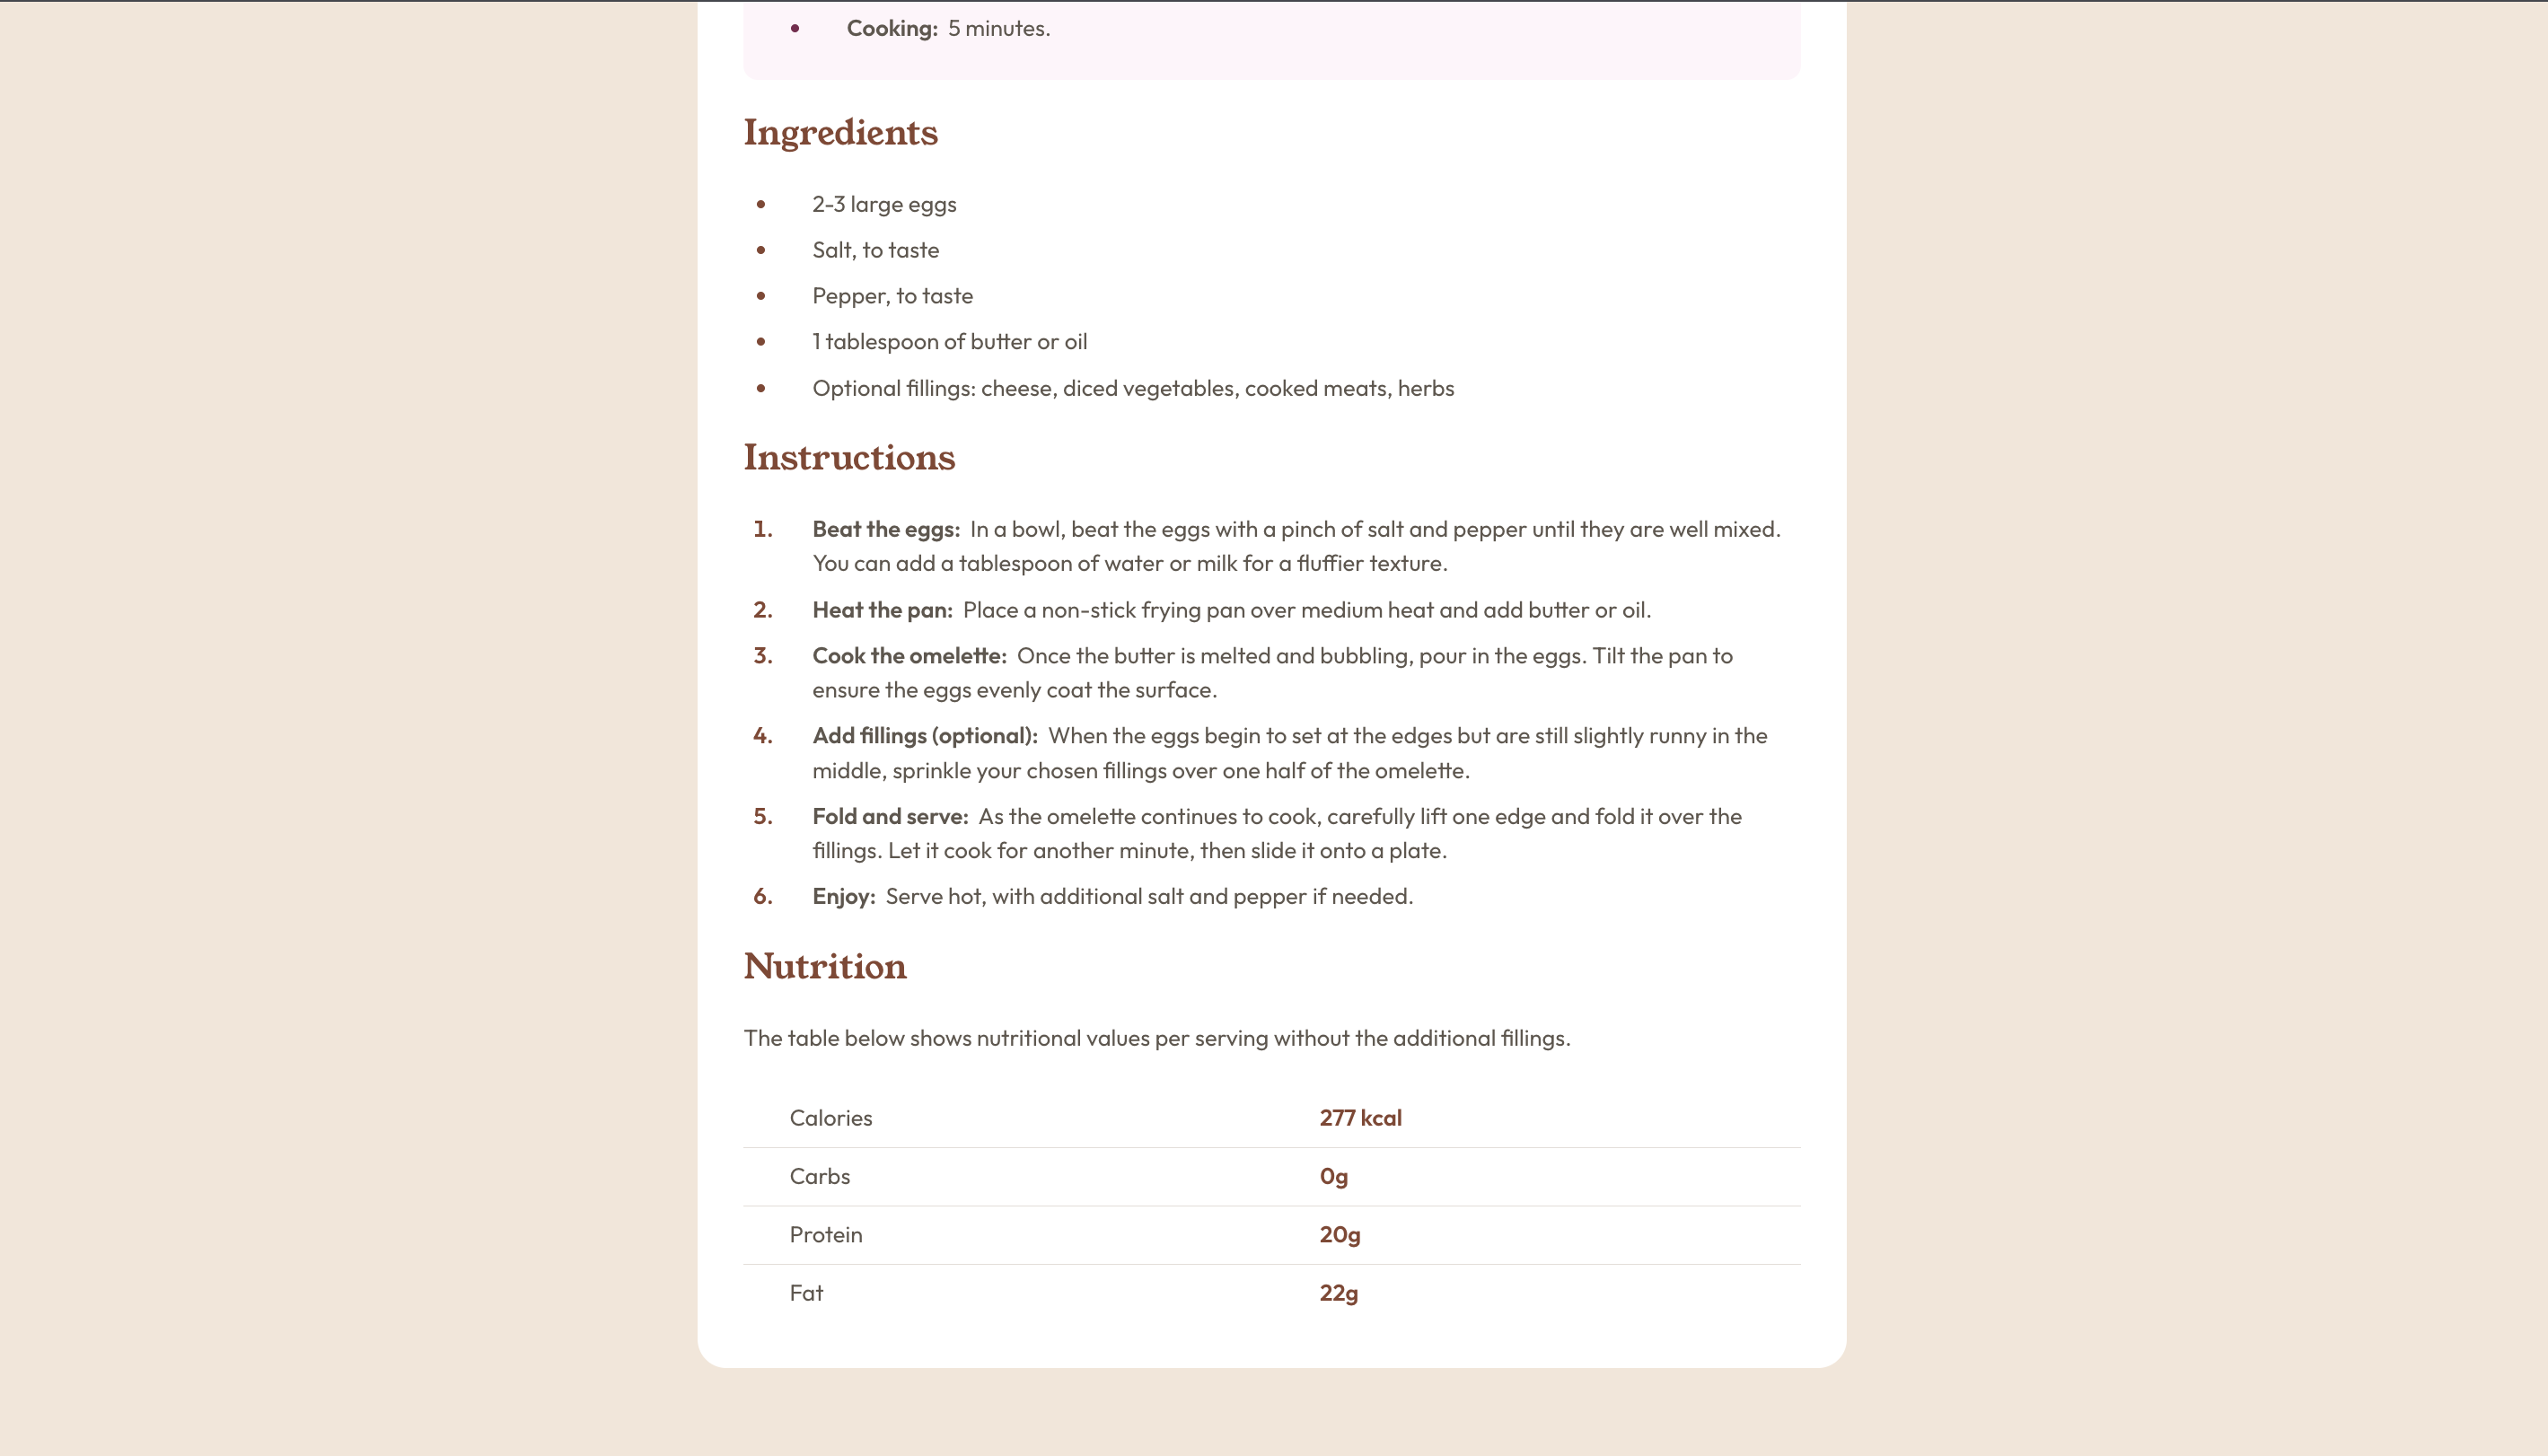 Cooking: 5 minutes.
Ingredients
2-3 large eggs
Salt, to taste
Pepper, to taste
1 tablespoon of butter or oil
Optional fillings: cheese, diced vegetables, cooked meats, herbs
Instructions
1. Beat the eggs: In a bowl, beat the eggs with a pinch of salt and pepper until they are well mixed.
You can add a tablespoon of water or milk for a fluffier texture.
2. Heat the pan: Place a non-stick frying pan over medium heat and add butter or oil.
3. Cook the omelette: Once the butter is melted and bubbling, pour in the eggs. Tilt the pan to
ensure the eggs evenly coat the surface.
4. Add fillings (optional): When the eggs begin to set at the edges but are still slightly runny in the
middle, sprinkle your chosen fillings over one half of the omelette.
5. Fold and serve: As the omelette continues to cook, carefully lift one edge and fold it over the
fillings. Let it cook for another minute, then slide it onto a plate.
6. Enjoy: Serve hot, with additional salt and pepper if needed.
Nutrition
The table below shows nutritional values per serving without the additional fillings.
Calories 277 kcal
Carbs 0g
Protein 20g
Fat 22g